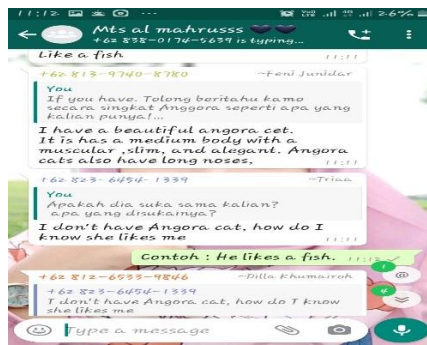 11:12
2.6%
Mts al mahrusss
+62 838-0174-5639 is typing...
Like a fish
11:11
+62 813-9740-8780 ~Feni Junidar
You
If you have. Tolong beritahu kamo
secara singkat Anggora seperti apa yang
kalian punya!...
I have a beautiful angora cet.
It is has a medium body with a
muscular ,slim, and alegant. Angora
cats also have long noses.
11:11
+62 823-6454-1339 ~Triaa
You
Apakah dia suka sama kalian?
apa yang disukainya?
I don't have Angora cat, how do I
know she likes me
11:11
Contoh : He likes a fish. 11:12
+62 812-6533-9846 ~Dilla Khumairoh
+62 823-6454-1339
I don't have Angora cat, how do I know
she likes me
Type a message